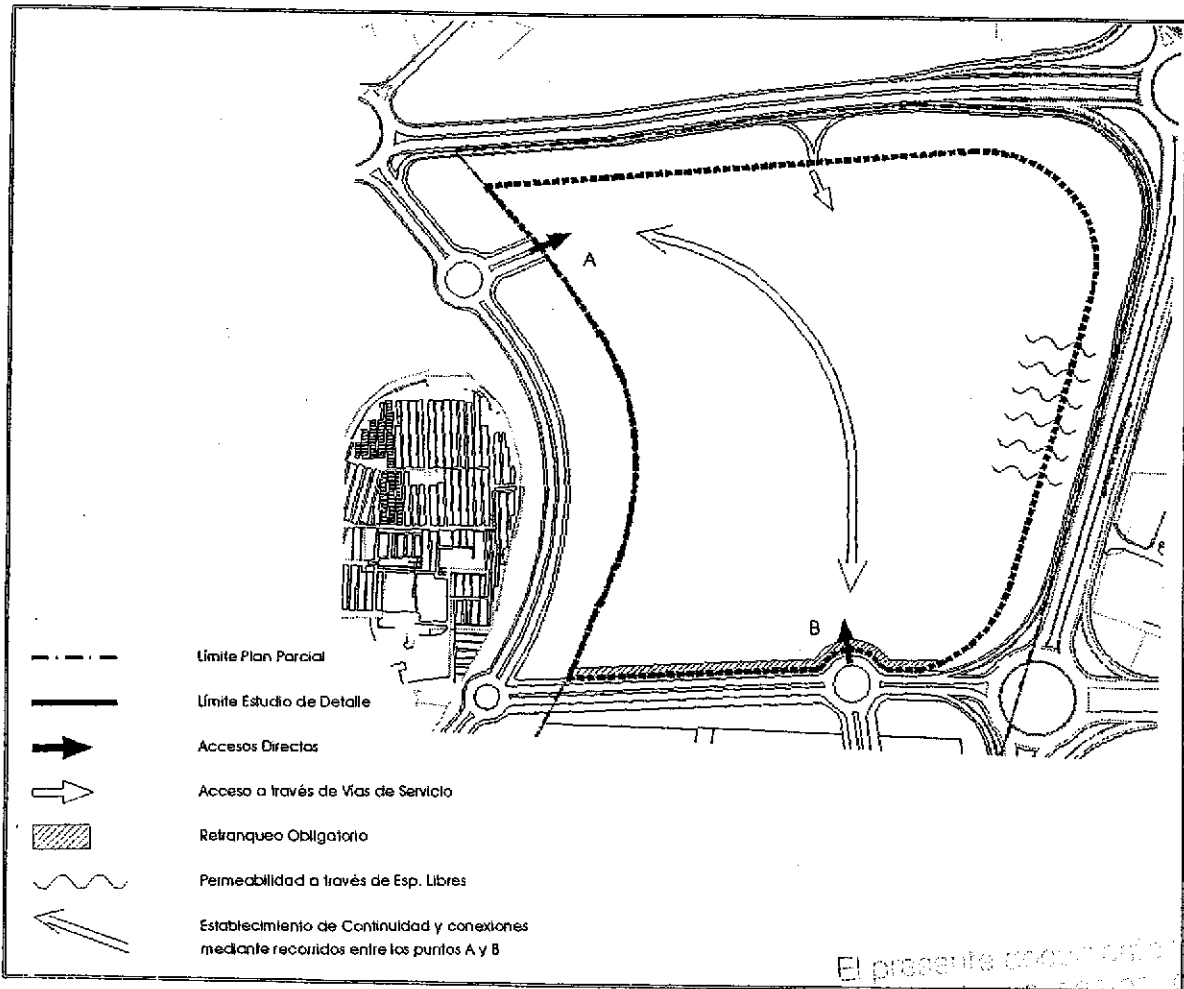 A
B
Límite Plan Parcial
Límite Estudio de Detalle
Accesos Directos
Acceso a través de Vías de Servicio
Retranqueo Obligatorio
Permeabilidad a través de Esp. Libres
Establecimiento de Continuidad y conexiones
mediante recorridos entre los puntos A y B
El presente